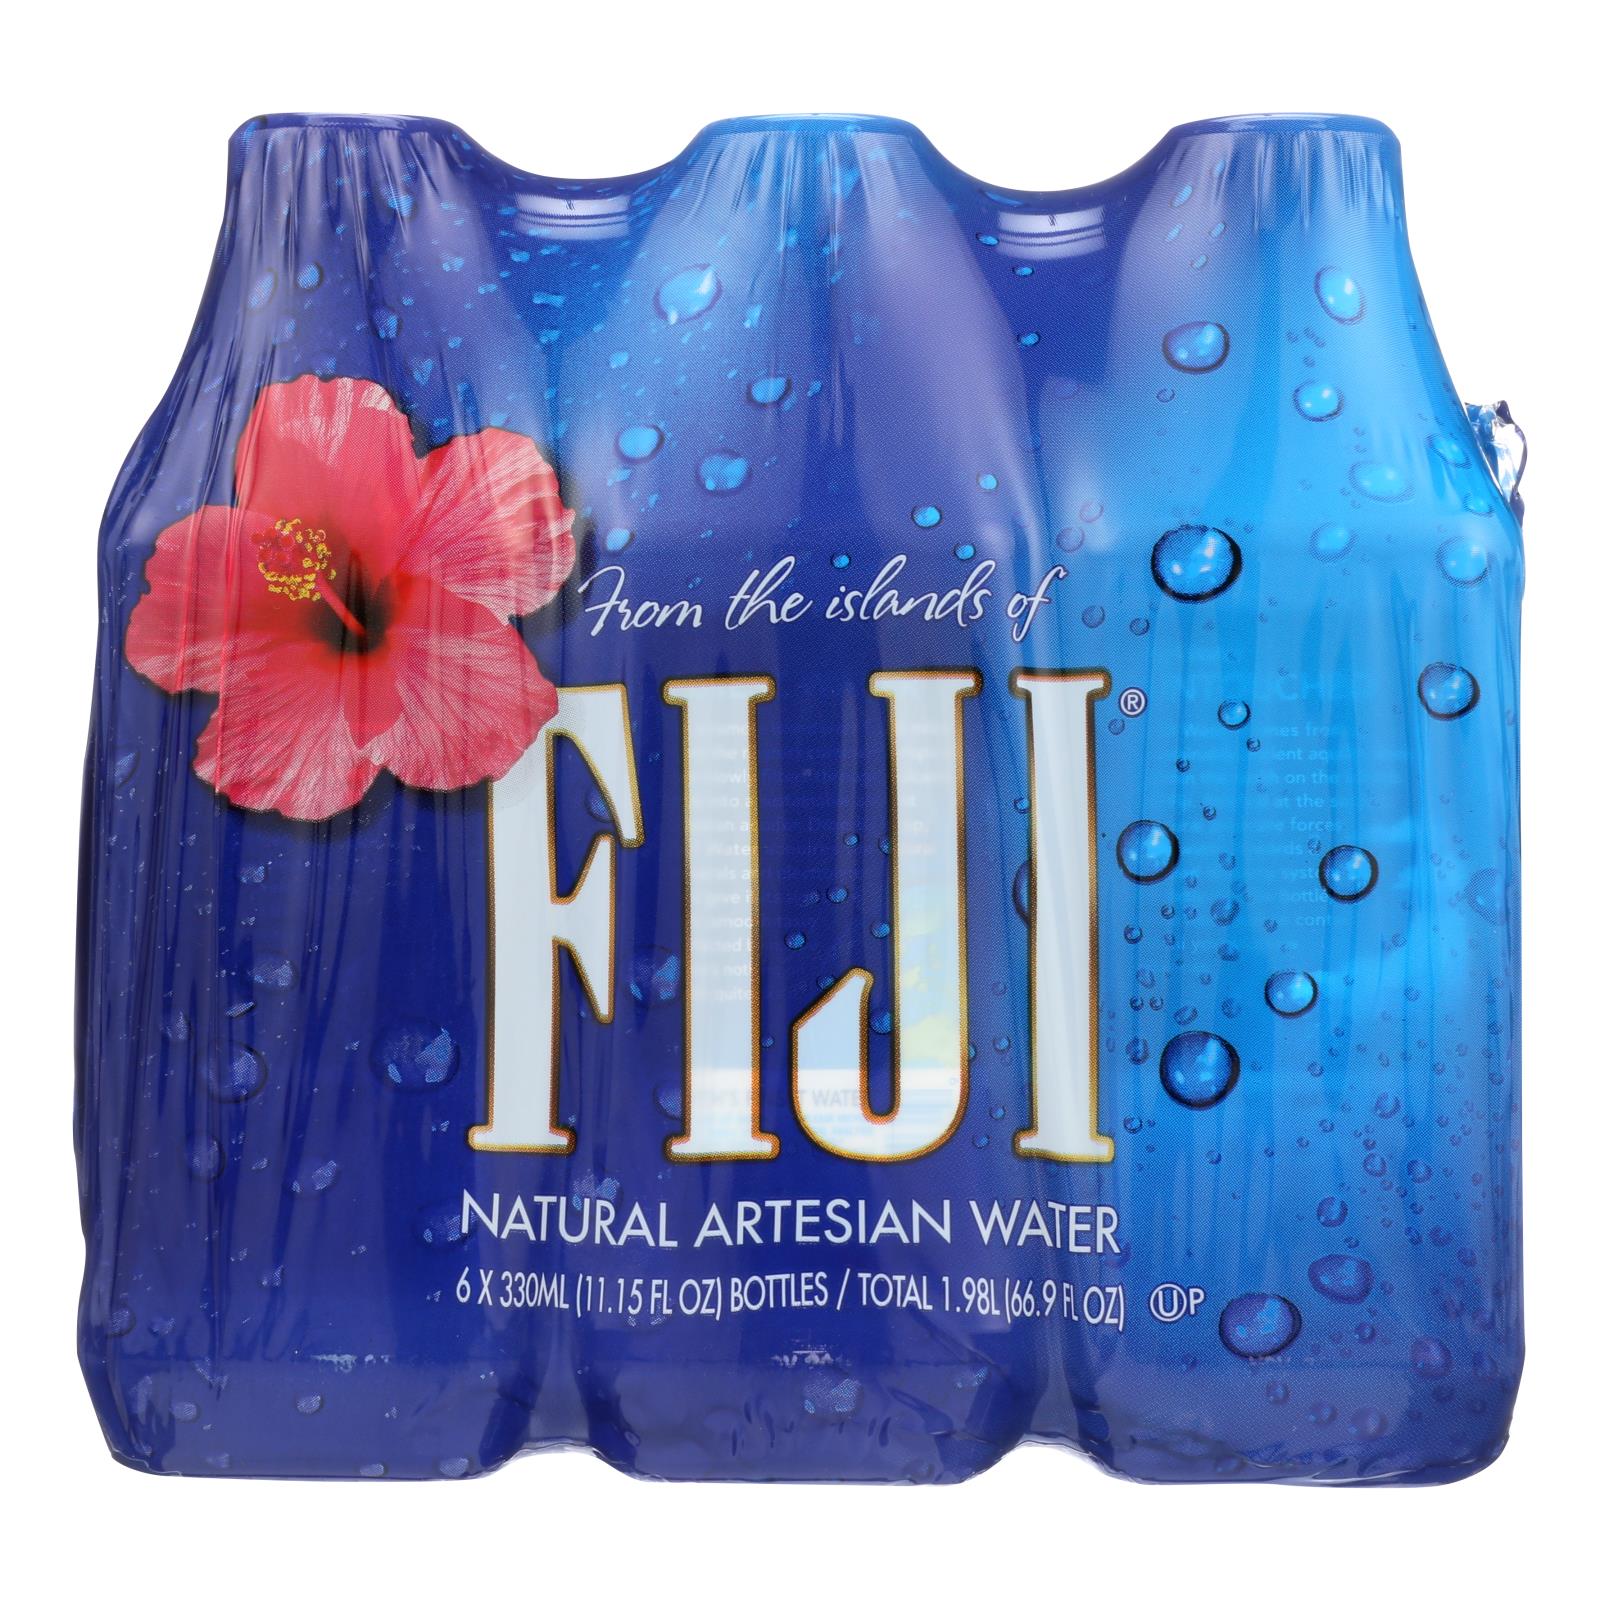 From the islands of
FIJI®
NATURAL ARTESIAN WATER
6 X 330ML (11.15 FL OZ) BOTTLES / TOTAL 1.98L (66.9 FL OZ) ⓊP